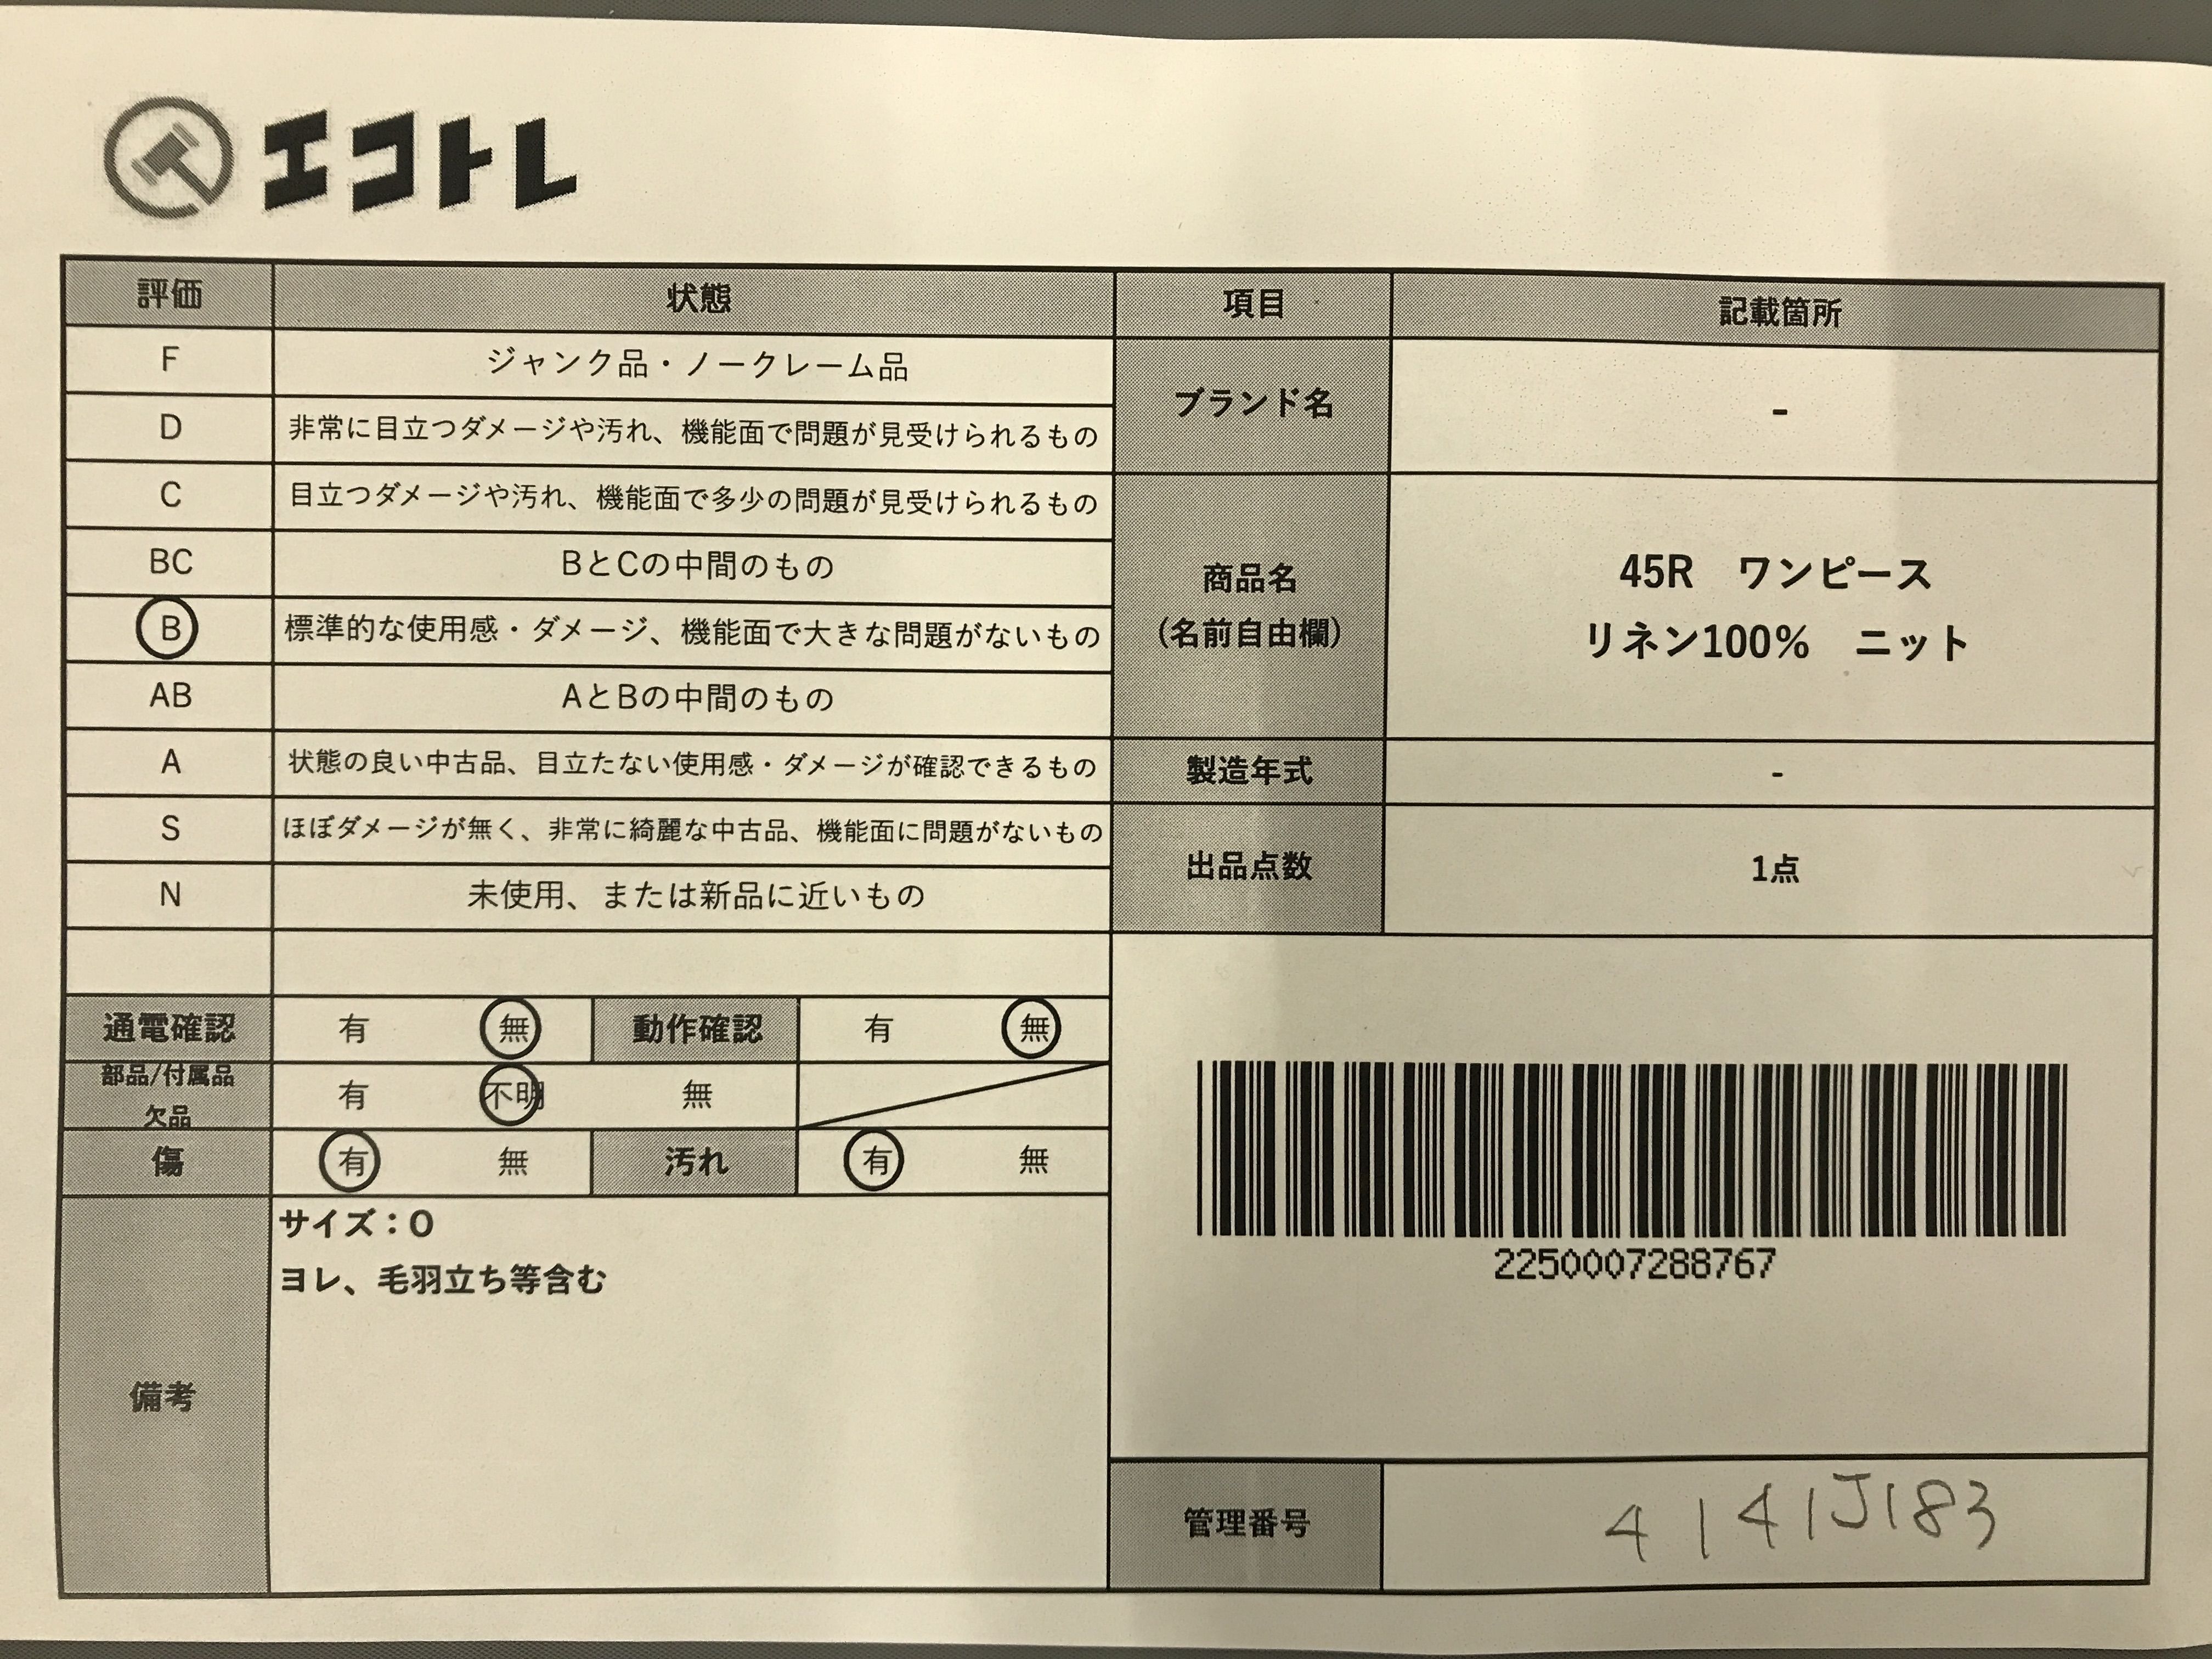 エコトレ
評価 状態 項目 記載箇所
F ジャンク品・ノークレーム品
D 非常に目立つダメージや汚れ、機能面で問題が見受けられるもの
ブランド名 -
C 目立つダメージや汚れ、機能面で多少の問題が見受けられるもの
BC BとCの中間のもの
B 標準的な使用感・ダメージ、機能面で大きな問題がないもの
AB AとBの中間のもの
商品名
(名前自由欄)
45R ワンピース
リネン100% ニット
A 状態の良い中古品、目立たない使用感・ダメージが確認できるもの
製造年式 -
S ほぼダメージが無く、非常に綺麗な中古品、機能面に問題がないもの
N 未使用、または新品に近いもの
出品点数 1点
通電確認 有 無 動作確認 有 無
部品/付属品
欠品
有 不明 無
傷 有 無 汚れ 有 無
備考
サイズ：0
ヨレ、毛羽立ち等含む
2250007288767
管理番号 4141J183